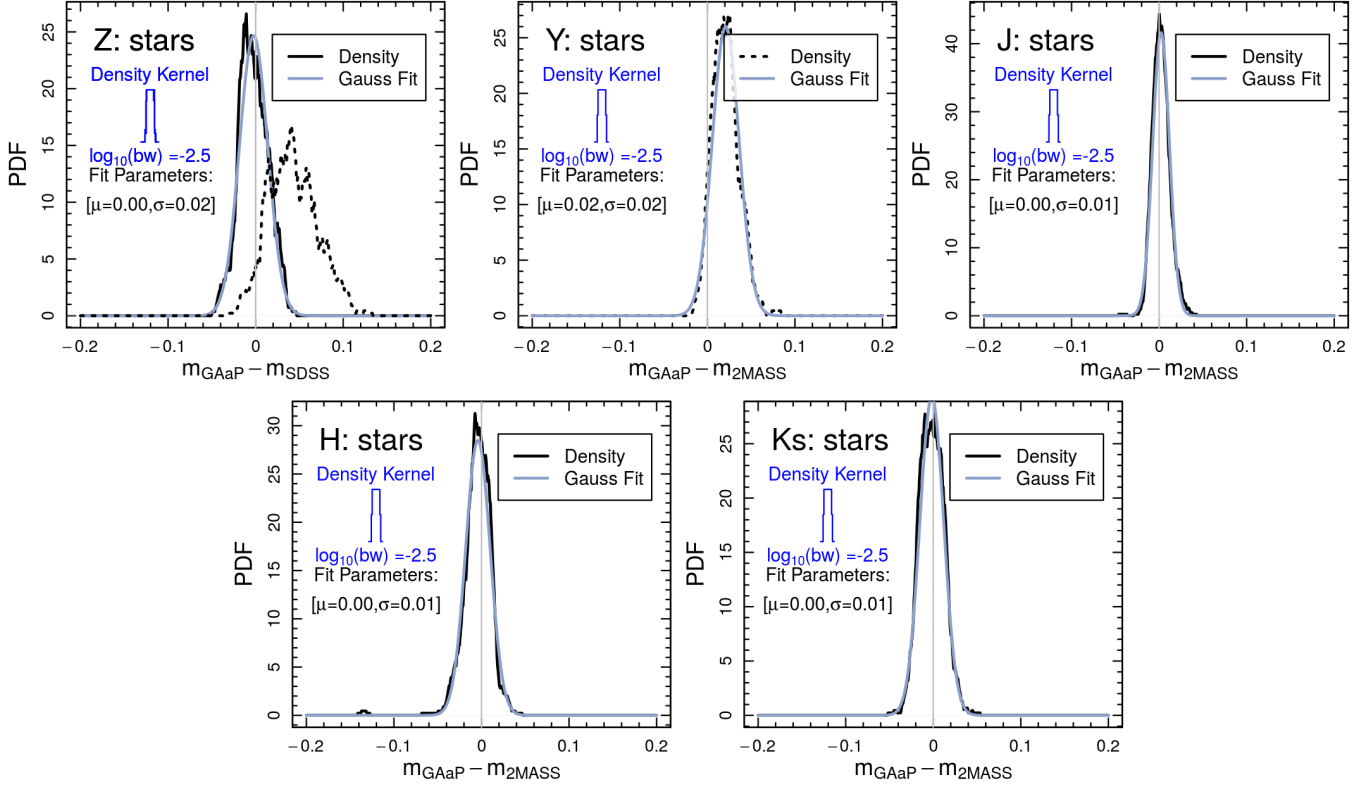 Z: stars
Density Kernel
log10(bw) =-2.5
Fit Parameters:
[μ=0.00,σ=0.02]
Density
Gauss Fit
PDF
0 5 10 15 20 25
−0.2 −0.1 0 0.1 0.2
mGAaP − mSDSS
Y: stars
Density Kernel
log10(bw) =-2.5
Fit Parameters:
[μ=0.02,σ=0.02]
Density
Gauss Fit
PDF
0 5 10 15 20 25
−0.2 −0.1 0 0.1 0.2
mGAaP − m2MASS
J: stars
Density Kernel
log10(bw) =-2.5
Fit Parameters:
[μ=0.00,σ=0.01]
Density
Gauss Fit
PDF
0 10 20 30 40
−0.2 −0.1 0 0.1 0.2
mGAaP − m2MASS
H: stars
Density Kernel
log10(bw) =-2.5
Fit Parameters:
[μ=0.00,σ=0.01]
Density
Gauss Fit
PDF
0 5 10 15 20 25 30
−0.2 −0.1 0 0.1 0.2
mGAaP − m2MASS
Ks: stars
Density Kernel
log10(bw) =-2.5
Fit Parameters:
[μ=0.00,σ=0.01]
Density
Gauss Fit
PDF
0 5 10 15 20 25
−0.2 −0.1 0 0.1 0.2
mGAaP − m2MASS